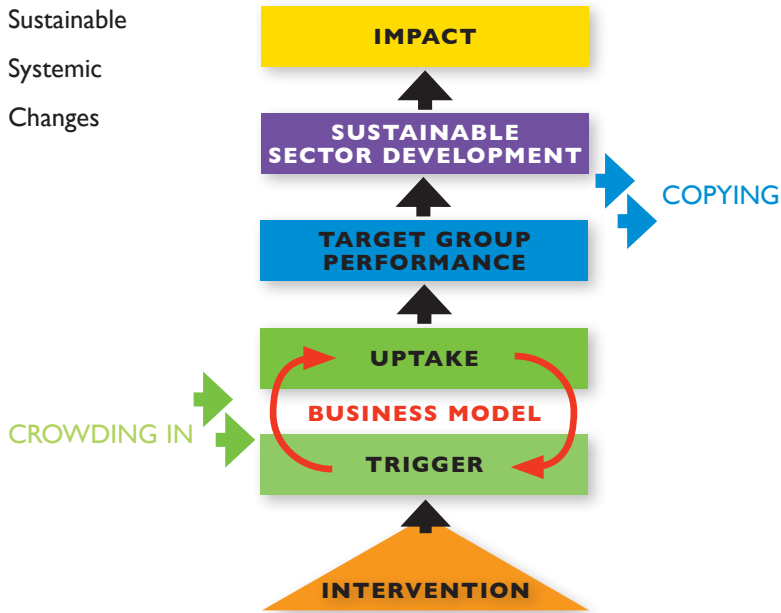 Sustainable
Systemic
Changes
IMPACT
SUSTAINABLE
SECTOR DEVELOPMENT
COPYING
TARGET GROUP
PERFORMANCE
UPTAKE
BUSINESS MODEL
CROWDING IN
TRIGGER
INTERVENTION